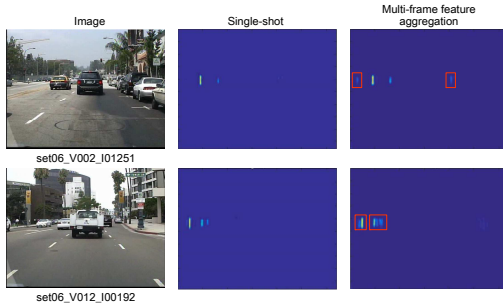 Image
Single-shot
Multi-frame feature
aggregation
set06_V002_I01251
set06_V012_I00192